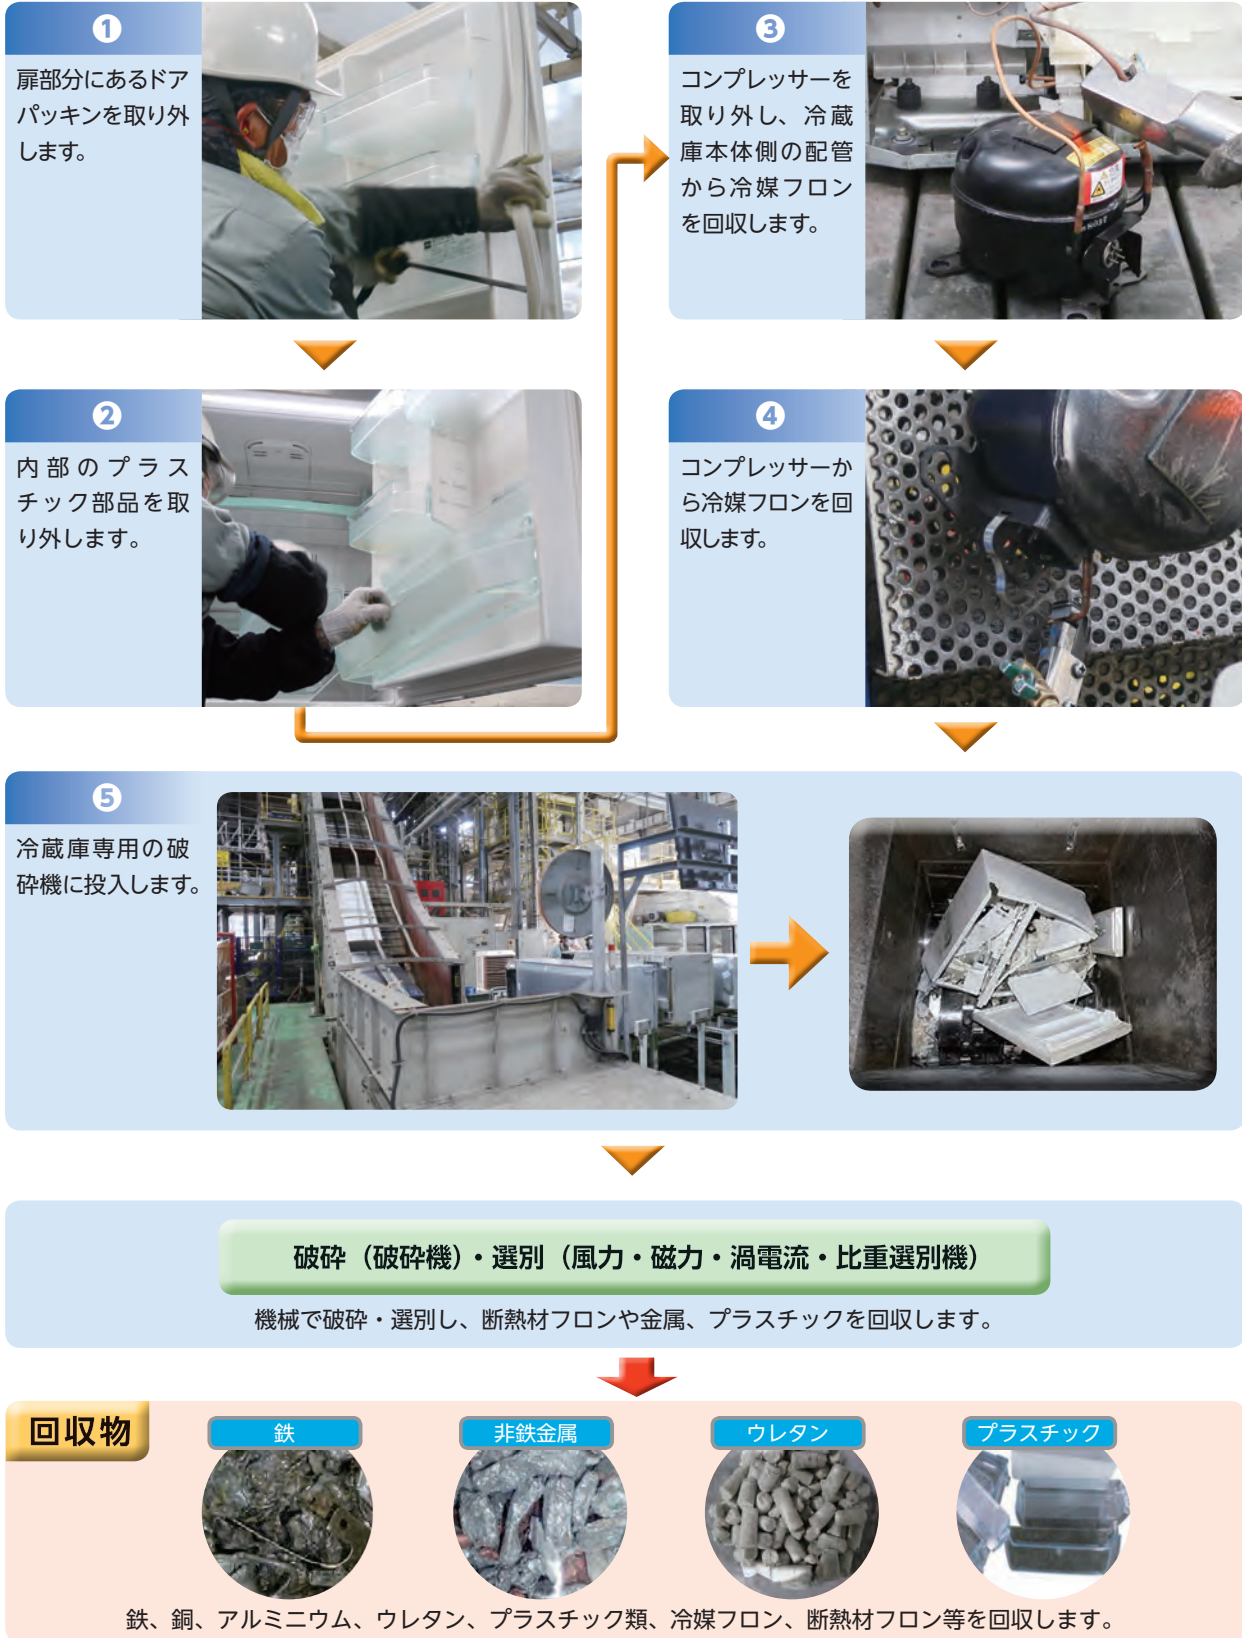 1
扉部分にあるドア
パッキンを取り外
します。
2
内部のプラス
チック部品を取
り外します。
3
コンプレッサーを
取り外し、冷蔵
庫本体側の配管
から冷媒フロン
を回収します。
4
コンプレッサーか
ら冷媒フロンを回
収します。
5
冷蔵庫専用の破
砕機に投入します。
破砕（破砕機）・選別（風力・磁力・渦電流・比重選別機）
機械で破砕・選別し、断熱材フロンや金属、プラスチックを回収します。
回収物
鉄
非鉄金属
ウレタン
プラスチック
鉄、銅、アルミニウム、ウレタン、プラスチック類、冷媒フロン、断熱材フロン等を回収します。